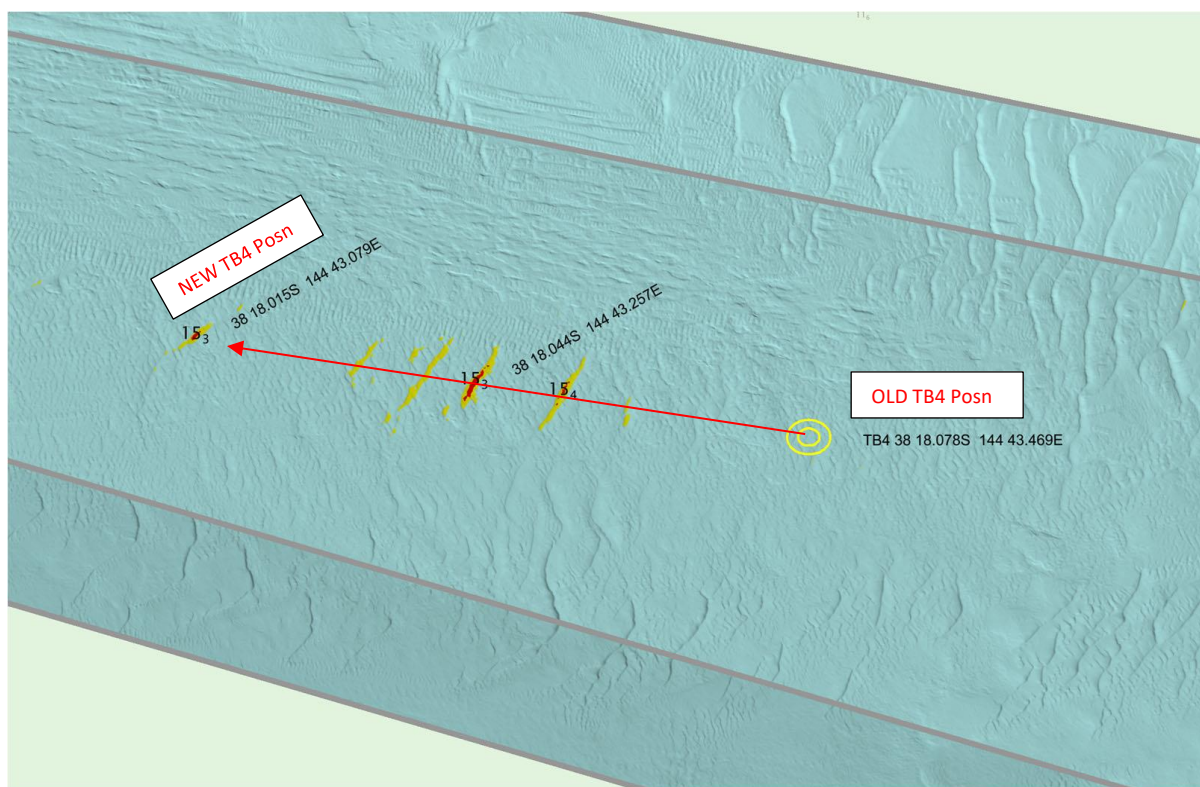 11₆
NEW TB4 Posn
38 18.015S 144 43.079E
15₃
38 18.044S 144 43.257E
15₃
15₄
OLD TB4 Posn
TB4 38 18.078S 144 43.469E